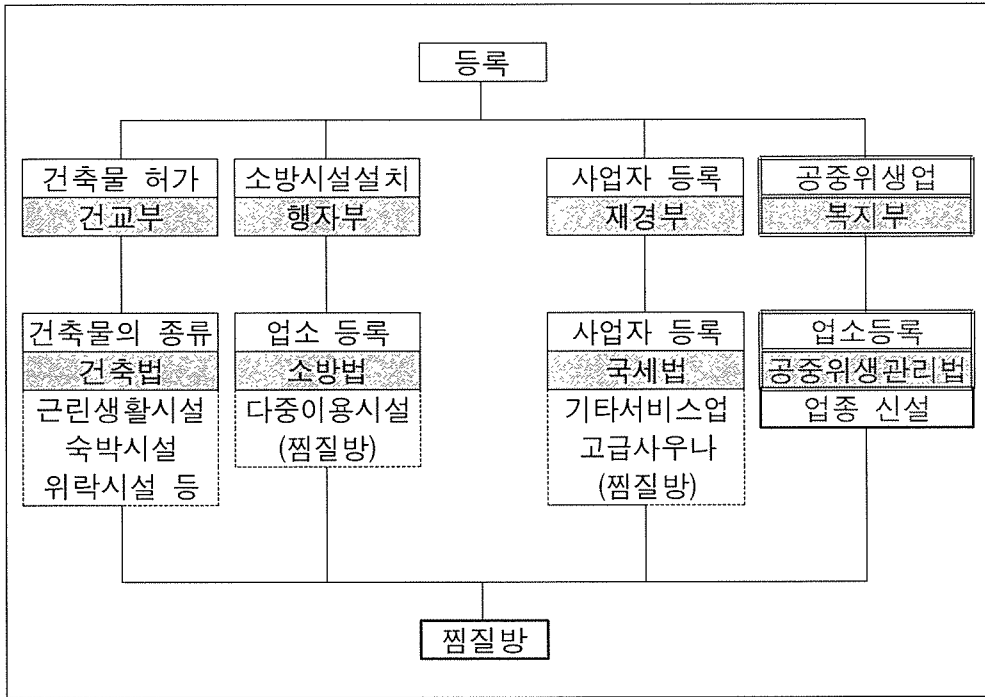 등록
건축물 허가
건교부
소방시설설치
행자부
사업자 등록
재경부
공중위생업
복지부
건축물의 종류
건축법
근린생활시설
숙박시설
위락시설 등
업소 등록
소방법
다중이용시설
(찜질방)
사업자 등록
국세법
기타서비스업
고급사우나
(찜질방)
업소등록
공중위생관리법
업종 신설
찜질방